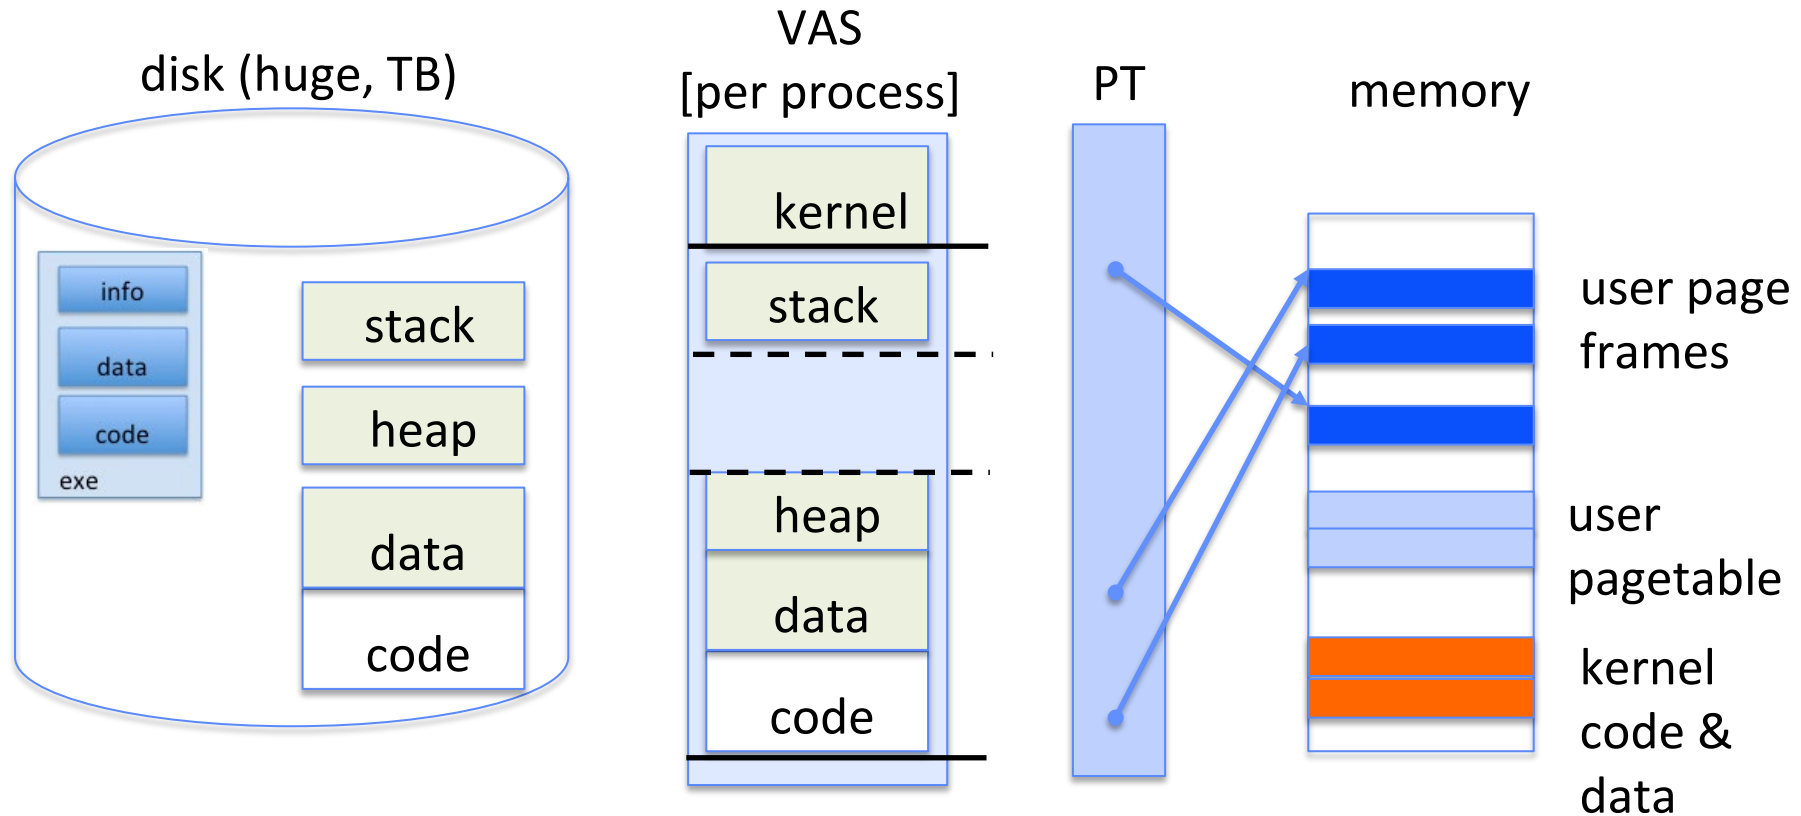 disk (huge, TB)
info
data
code
exe
stack
heap
data
code
VAS
[per process]
kernel
stack
heap
data
code
PT
memory
user page
frames
user
pagetable
kernel
code &
data